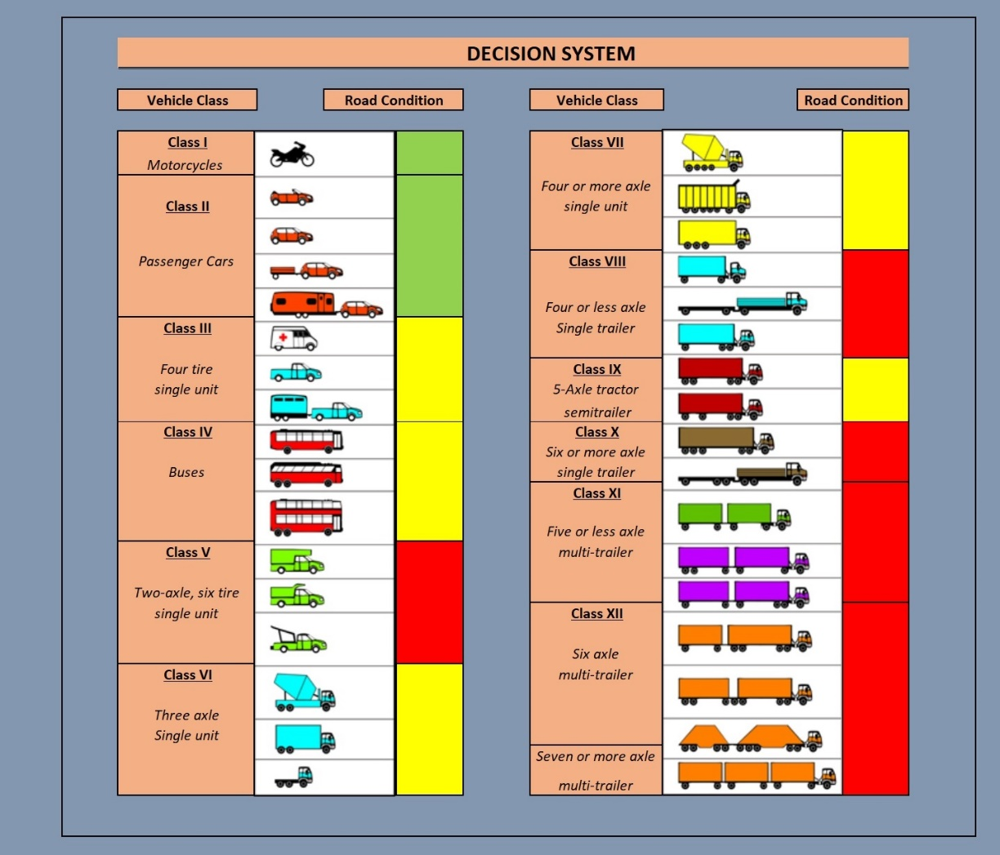 DECISION SYSTEM
Vehicle Class
Road Condition
Class I
Motorcycles
Class II
Passenger Cars
Class III
Four tire
single unit
Class IV
Buses
Class V
Two-axle, six tire
single unit
Class VI
Three axle
Single unit
Vehicle Class
Road Condition
Class VII
Four or more axle
single unit
Class VIII
Four or less axle
Single trailer
Class IX
5-Axle tractor
semitrailer
Class X
Six or more axle
single trailer
Class XI
Five or less axle
multi-trailer
Class XII
Six axle
multi-trailer
Seven or more axle
multi-trailer